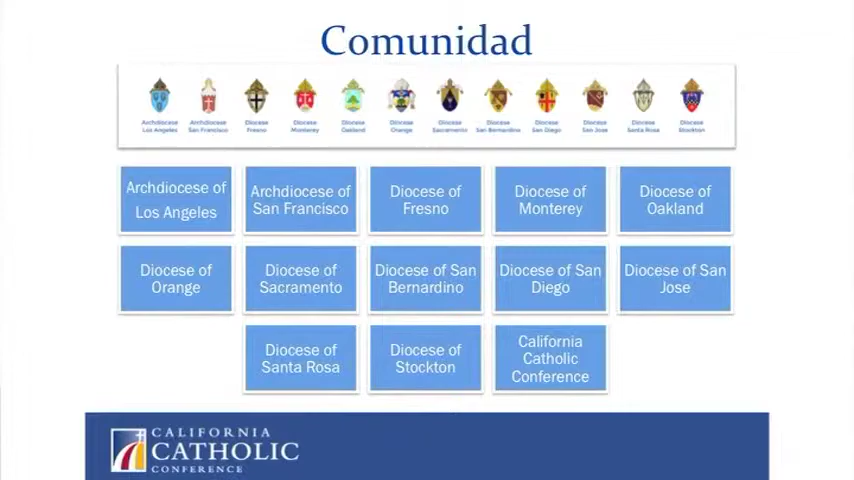 Comunidad
Archdiocese Archdiocese Diocese Diocese Diocese Diocese Diocese Diocese Diocese Diocese Diocese Diocese
Los Angeles San Francisco Fresno Monterey Oakland Orange Sacramento San Bernardino San Diego San Jose Santa Rosa Stockton
Archdiocese of
Los Angeles
Archdiocese of
San Francisco
Diocese of
Fresno
Diocese of
Monterey
Diocese of
Oakland
Diocese of
Orange
Diocese of
Sacramento
Diocese of San
Bernardino
Diocese of San
Diego
Diocese of San
Jose
Diocese of
Santa Rosa
Diocese of
Stockton
California
Catholic
Conference
CALIFORNIA
CATHOLIC
CONFERENCE